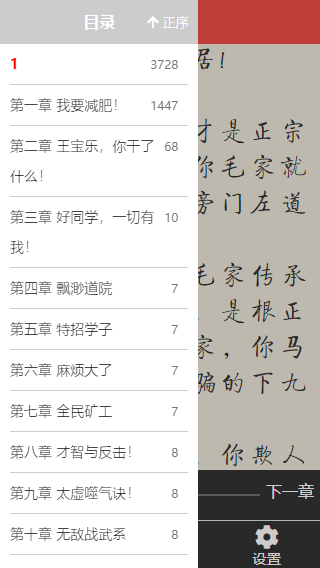 目录 正序
1 3728
第一章 我要减肥！ 1447
第二章 王宝乐，你干了 68
什么！
第三章 好同学，一切有 10
我！
第四章 飘渺道院 7
第五章 特招学子 7
第六章 麻烦大了 7
第七章 全民矿工 7
第八章 才智与反击！ 8
第九章 太虚噬气诀！ 8
第十章 无敌战武系 8
居！
才是正宗
你毛家就
旁门左道
毛家传承
是根正
家，你马
骗的下九
你欺人
下一章
设置